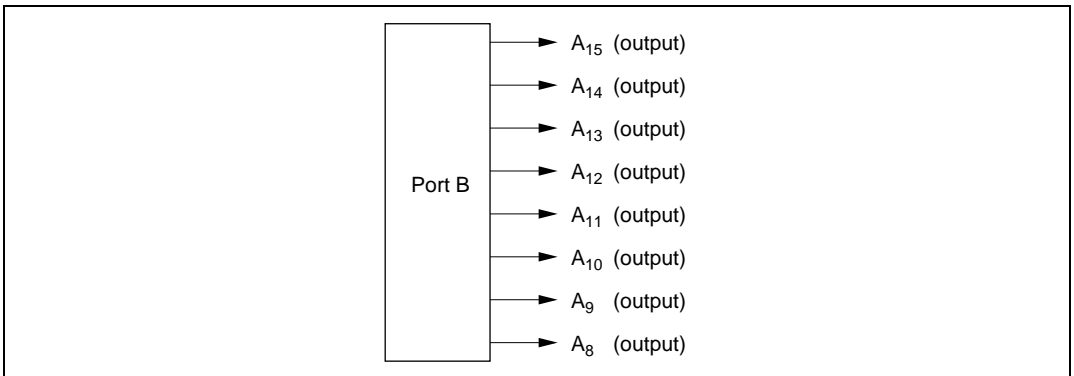 A₁₅ (output)
A₁₄ (output)
A₁₃ (output)
A₁₂ (output)
Port B
A₁₁ (output)
A₁₀ (output)
A₉ (output)
A₈ (output)